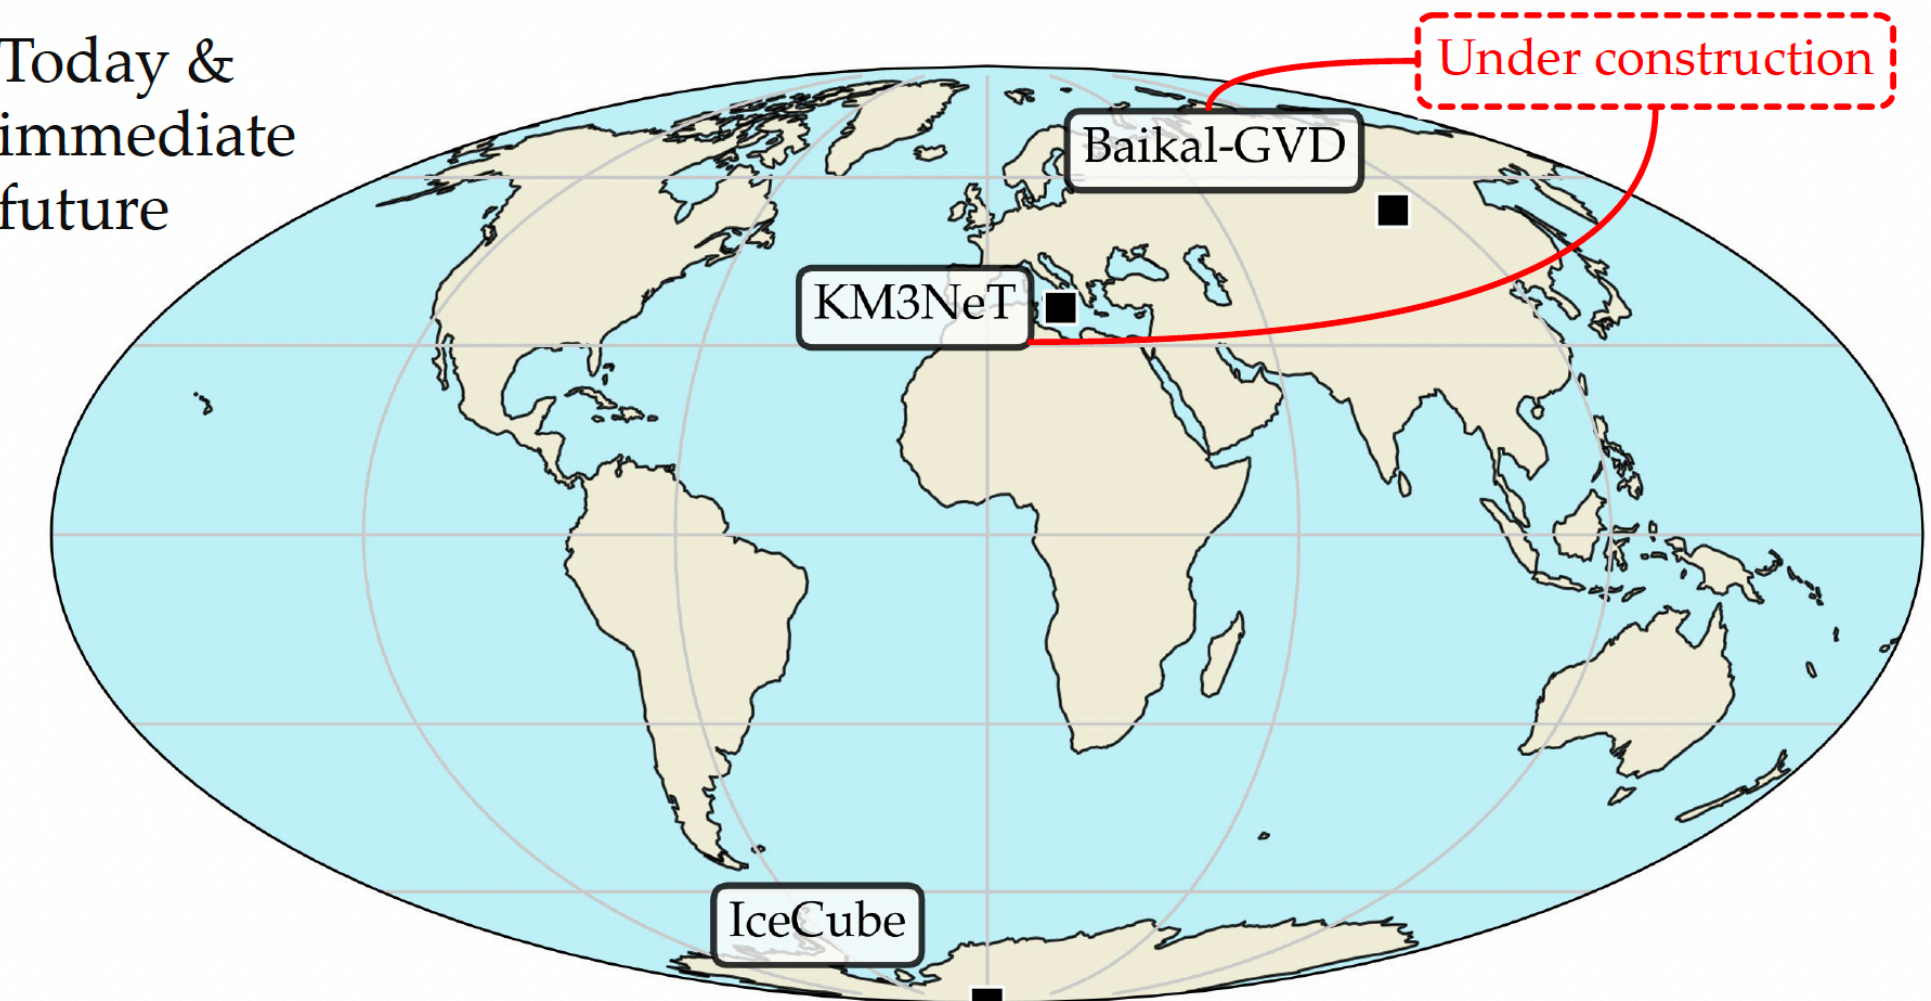 Today &
immediate
future
Under construction
Baikal-GVD
KM3NeT
IceCube